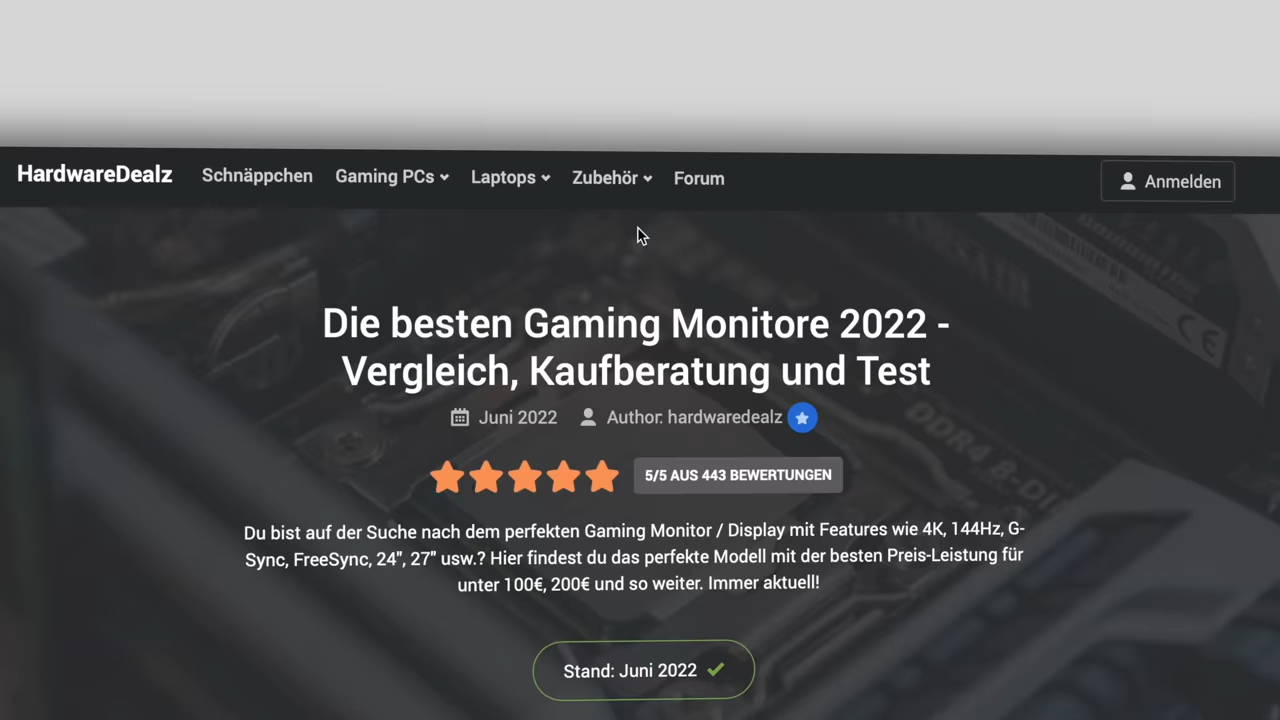 HardwareDealz Schnäppchen Gaming PCs Laptops Zubehör Forum Anmelden
Die besten Gaming Monitore 2022 -
Vergleich, Kaufberatung und Test
Juni 2022 Author: hardwaredealz
5/5 AUS 443 BEWERTUNGEN
Du bist auf der Suche nach dem perfekten Gaming Monitor / Display mit Features wie 4K, 144Hz, G-
Sync, FreeSync, 24", 27" usw.? Hier findest du das perfekte Modell mit der besten Preis-Leistung für
unter 100€, 200€ und so weiter. Immer aktuell!
Stand: Juni 2022